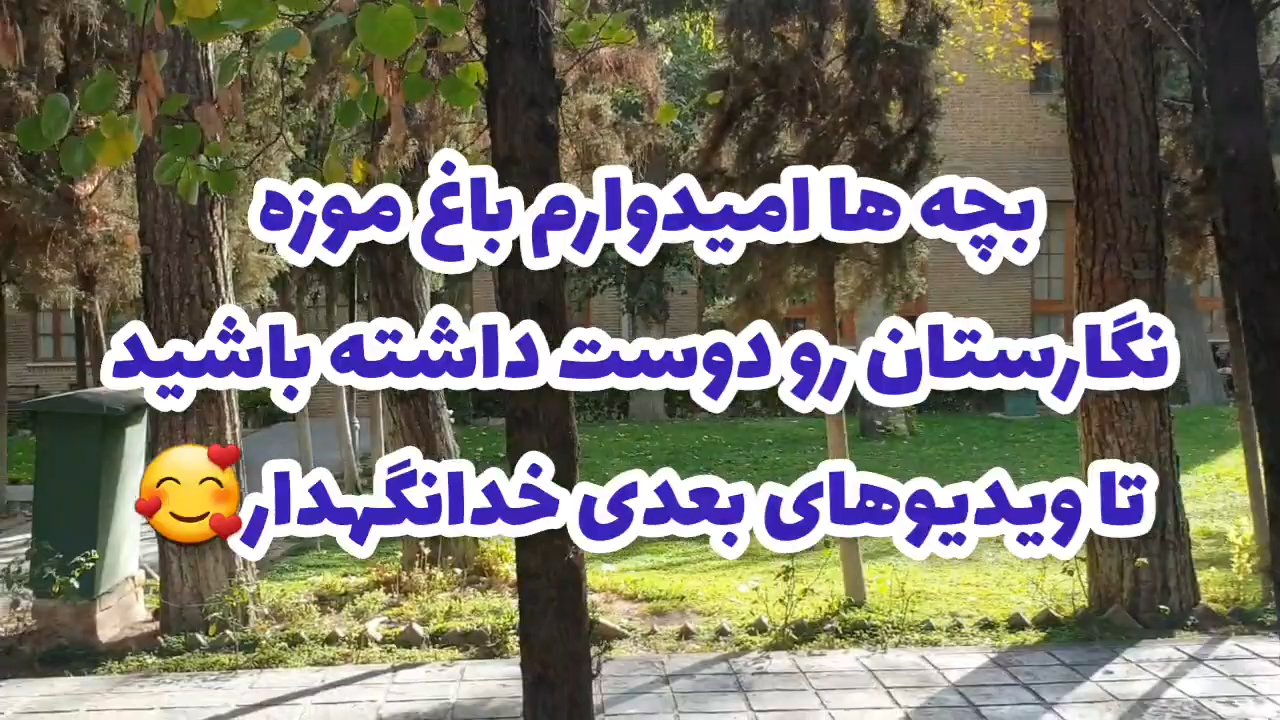 بچه ها امیدوارم باغ موزه
نگارستان رو دوست داشته باشید
تا ویدیوهای بعدی خدانگهدار🥰